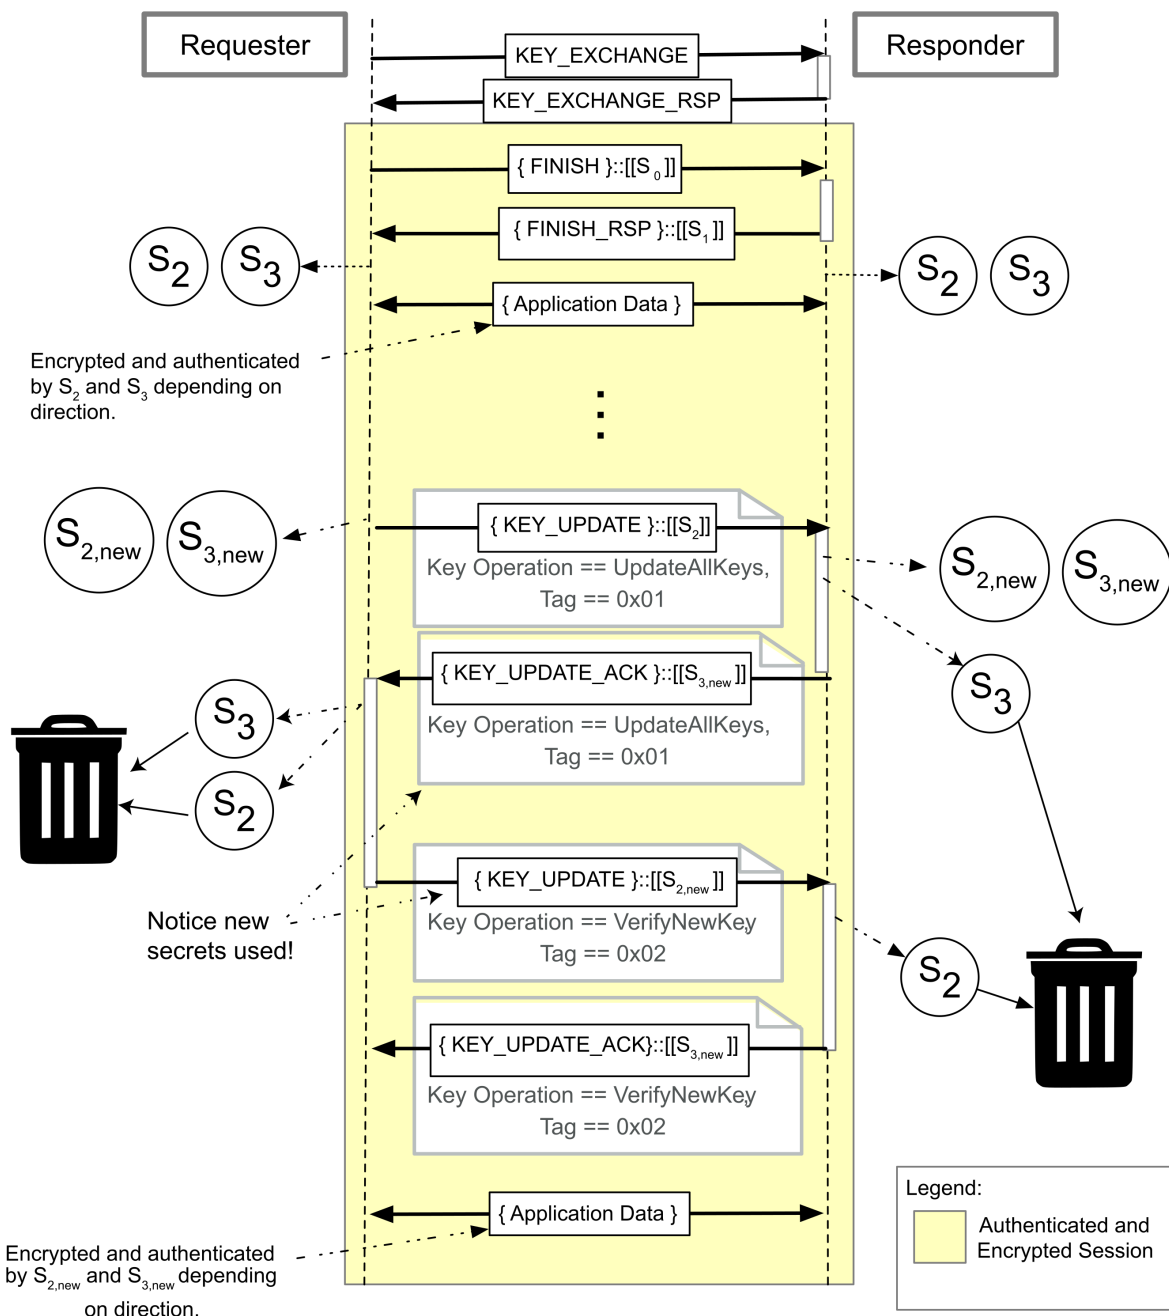 Requester
Responder
KEY_EXCHANGE
KEY_EXCHANGE_RSP
{ FINISH }::[[S0]]
{ FINISH_RSP }::[[S1]]
S2 S3
S2 S3
{ Application Data }
Encrypted and authenticated
by S2 and S3 depending on
direction.
S2,new S3,new
{ KEY_UPDATE }::[[S2]]
Key Operation == UpdateAllKeys,
Tag == 0x01
S2,new S3,new
{ KEY_UPDATE_ACK }::[[S3,new]]
Key Operation == UpdateAllKeys,
Tag == 0x01
S3
S3
S2
{ KEY_UPDATE }::[[S2,new]]
Key Operation == VerifyNewKey,
Tag == 0x02
Notice new
secrets used!
S2
{ KEY_UPDATE_ACK}::[[S3,new]]
Key Operation == VerifyNewKey,
Tag == 0x02
{ Application Data }
Encrypted and authenticated
by S2,new and S3,new depending
on direction.
Legend:
Authenticated and
Encrypted Session